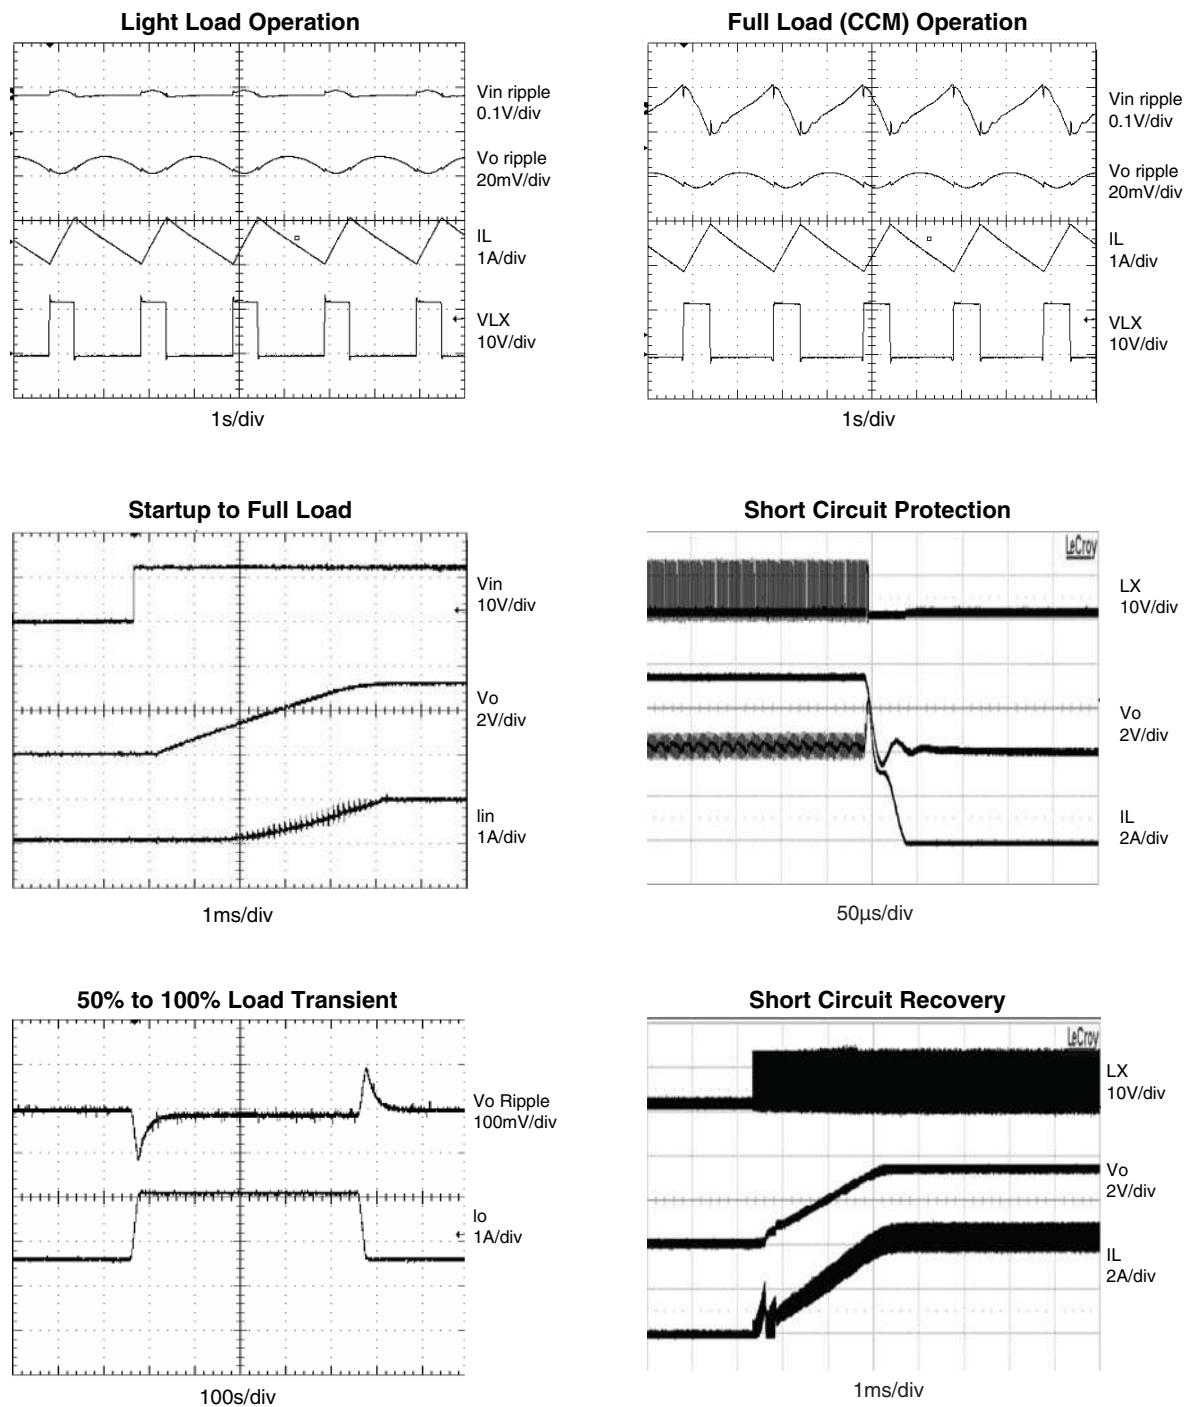 Light Load Operation
Vin ripple
0.1V/div
Vo ripple
20mV/div
IL
1A/div
VLX
10V/div
1s/div
Full Load (CCM) Operation
Vin ripple
0.1V/div
Vo ripple
20mV/div
IL
1A/div
VLX
10V/div
1s/div
Startup to Full Load
Vin
10V/div
Vo
2V/div
Iin
1A/div
1ms/div
Short Circuit Protection
LeCroy
LX
10V/div
Vo
2V/div
IL
2A/div
50µs/div
50% to 100% Load Transient
Vo Ripple
100mV/div
Io
1A/div
100s/div
Short Circuit Recovery
LeCroy
LX
10V/div
Vo
2V/div
IL
2A/div
1ms/div